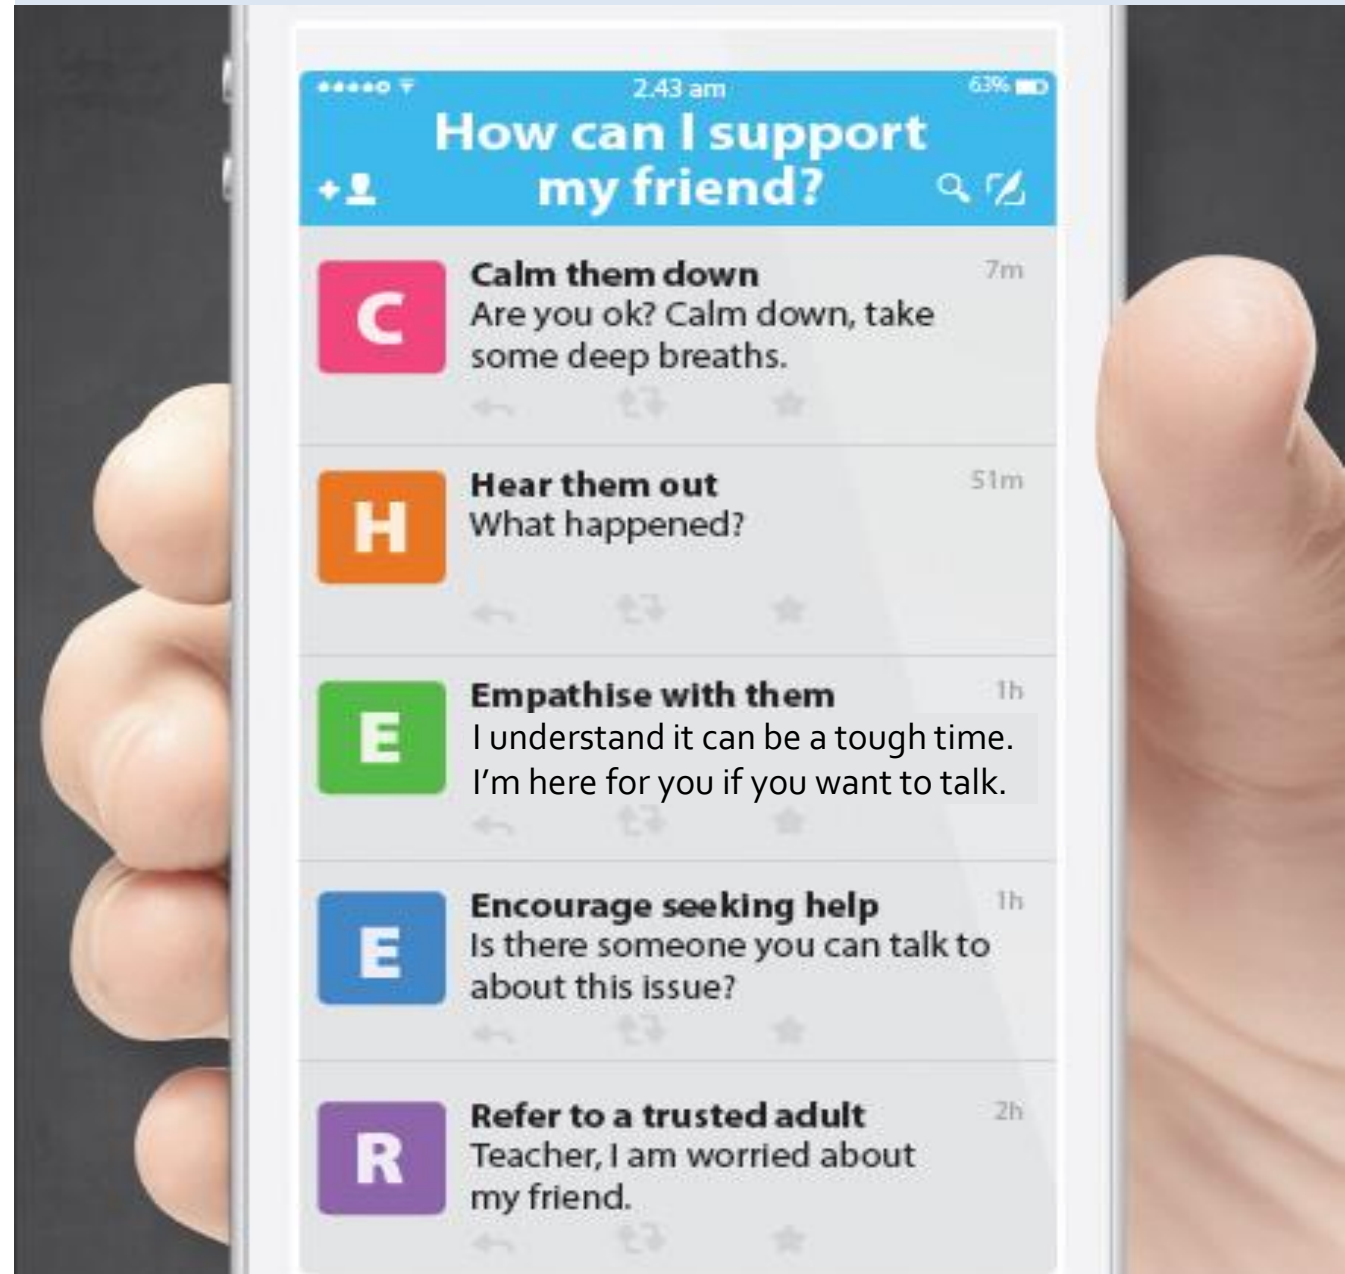 2.43 am
63%
How can I support
my friend?
C
Calm them down
7m
Are you ok? Calm down, take
some deep breaths.
H
Hear them out
51m
What happened?
E
Empathise with them
1h
I understand it can be a tough time.
I'm here for you if you want to talk.
E
Encourage seeking help
1h
Is there someone you can talk to
about this issue?
R
Refer to a trusted adult
2h
Teacher, I am worried about
my friend.